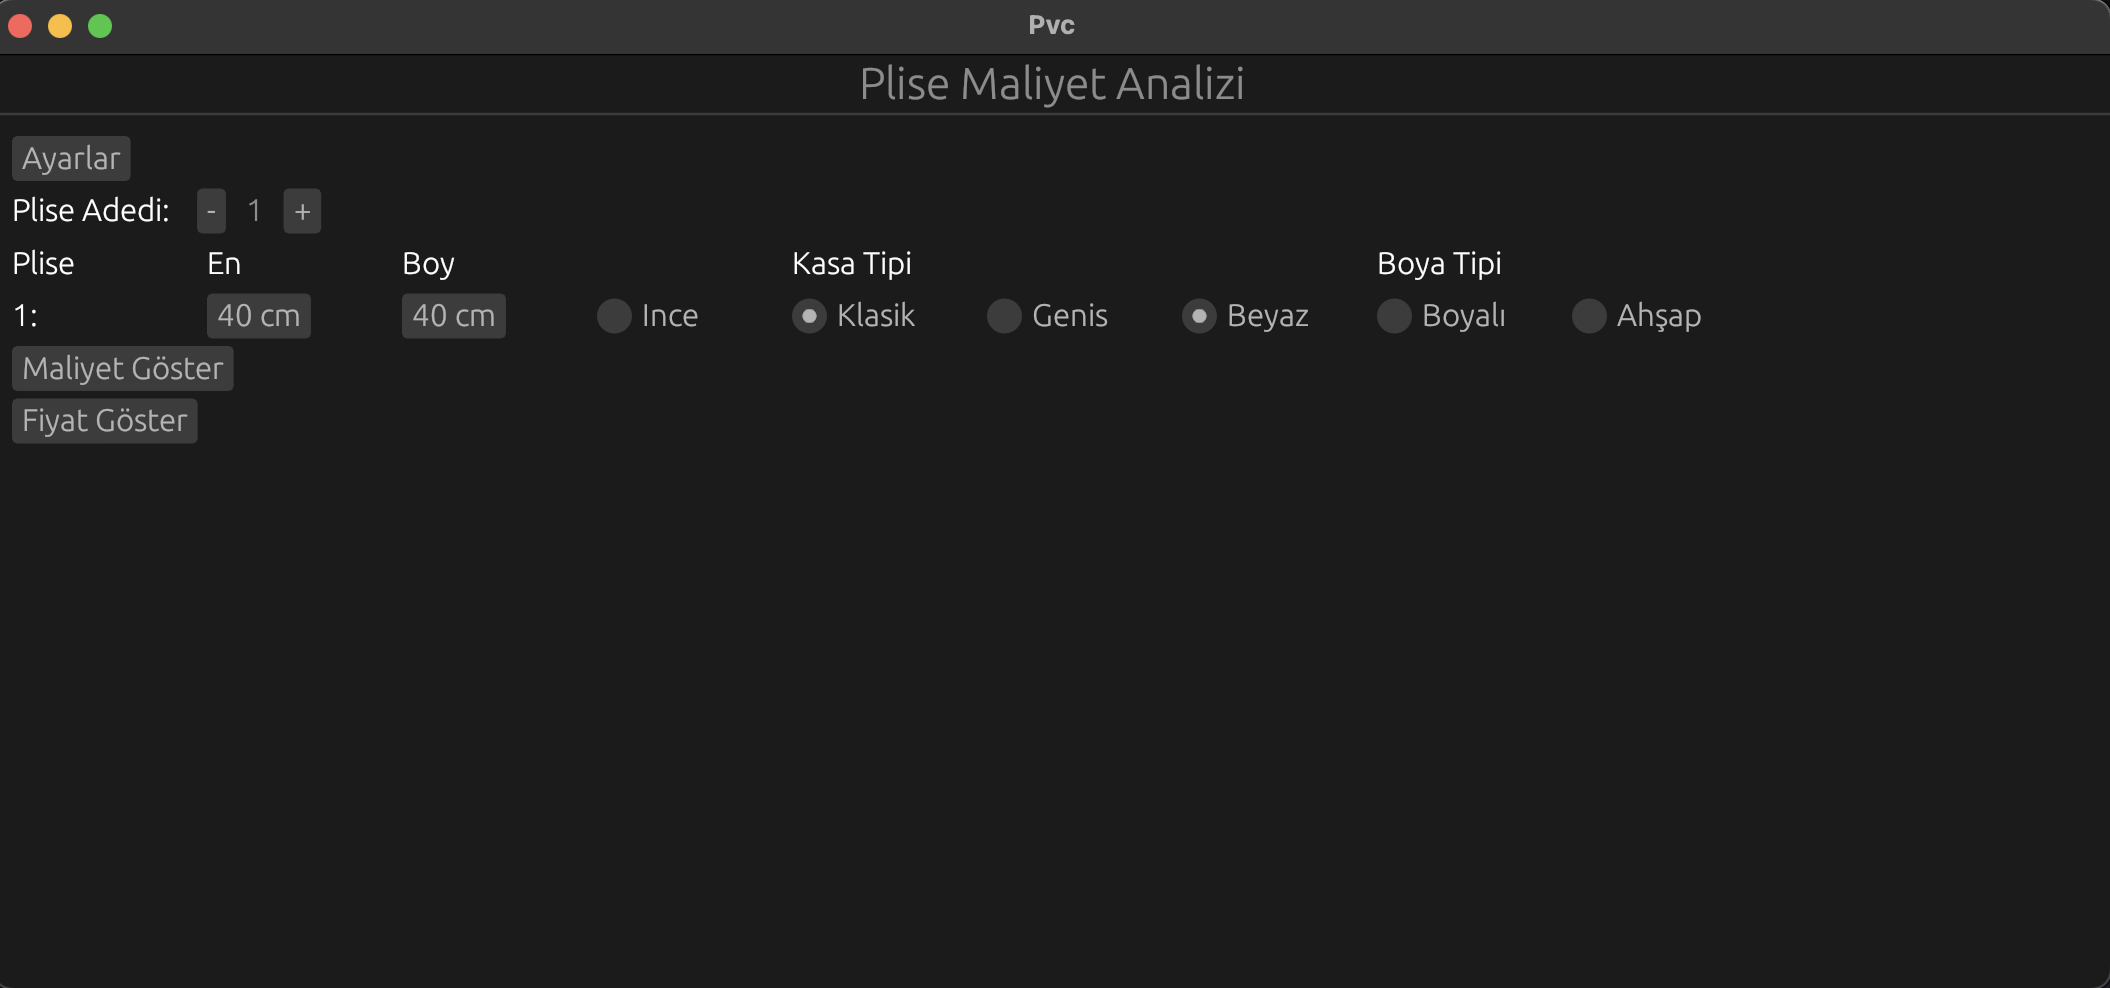 Pvc
Plise Maliyet Analizi
Ayarlar
Plise Adedi: - 1 +
Plise En Boy Kasa Tipi Boya Tipi
1: 40 cm 40 cm Ince Klasik Genis Beyaz Boyalı Ahşap
Maliyet Göster
Fiyat Göster